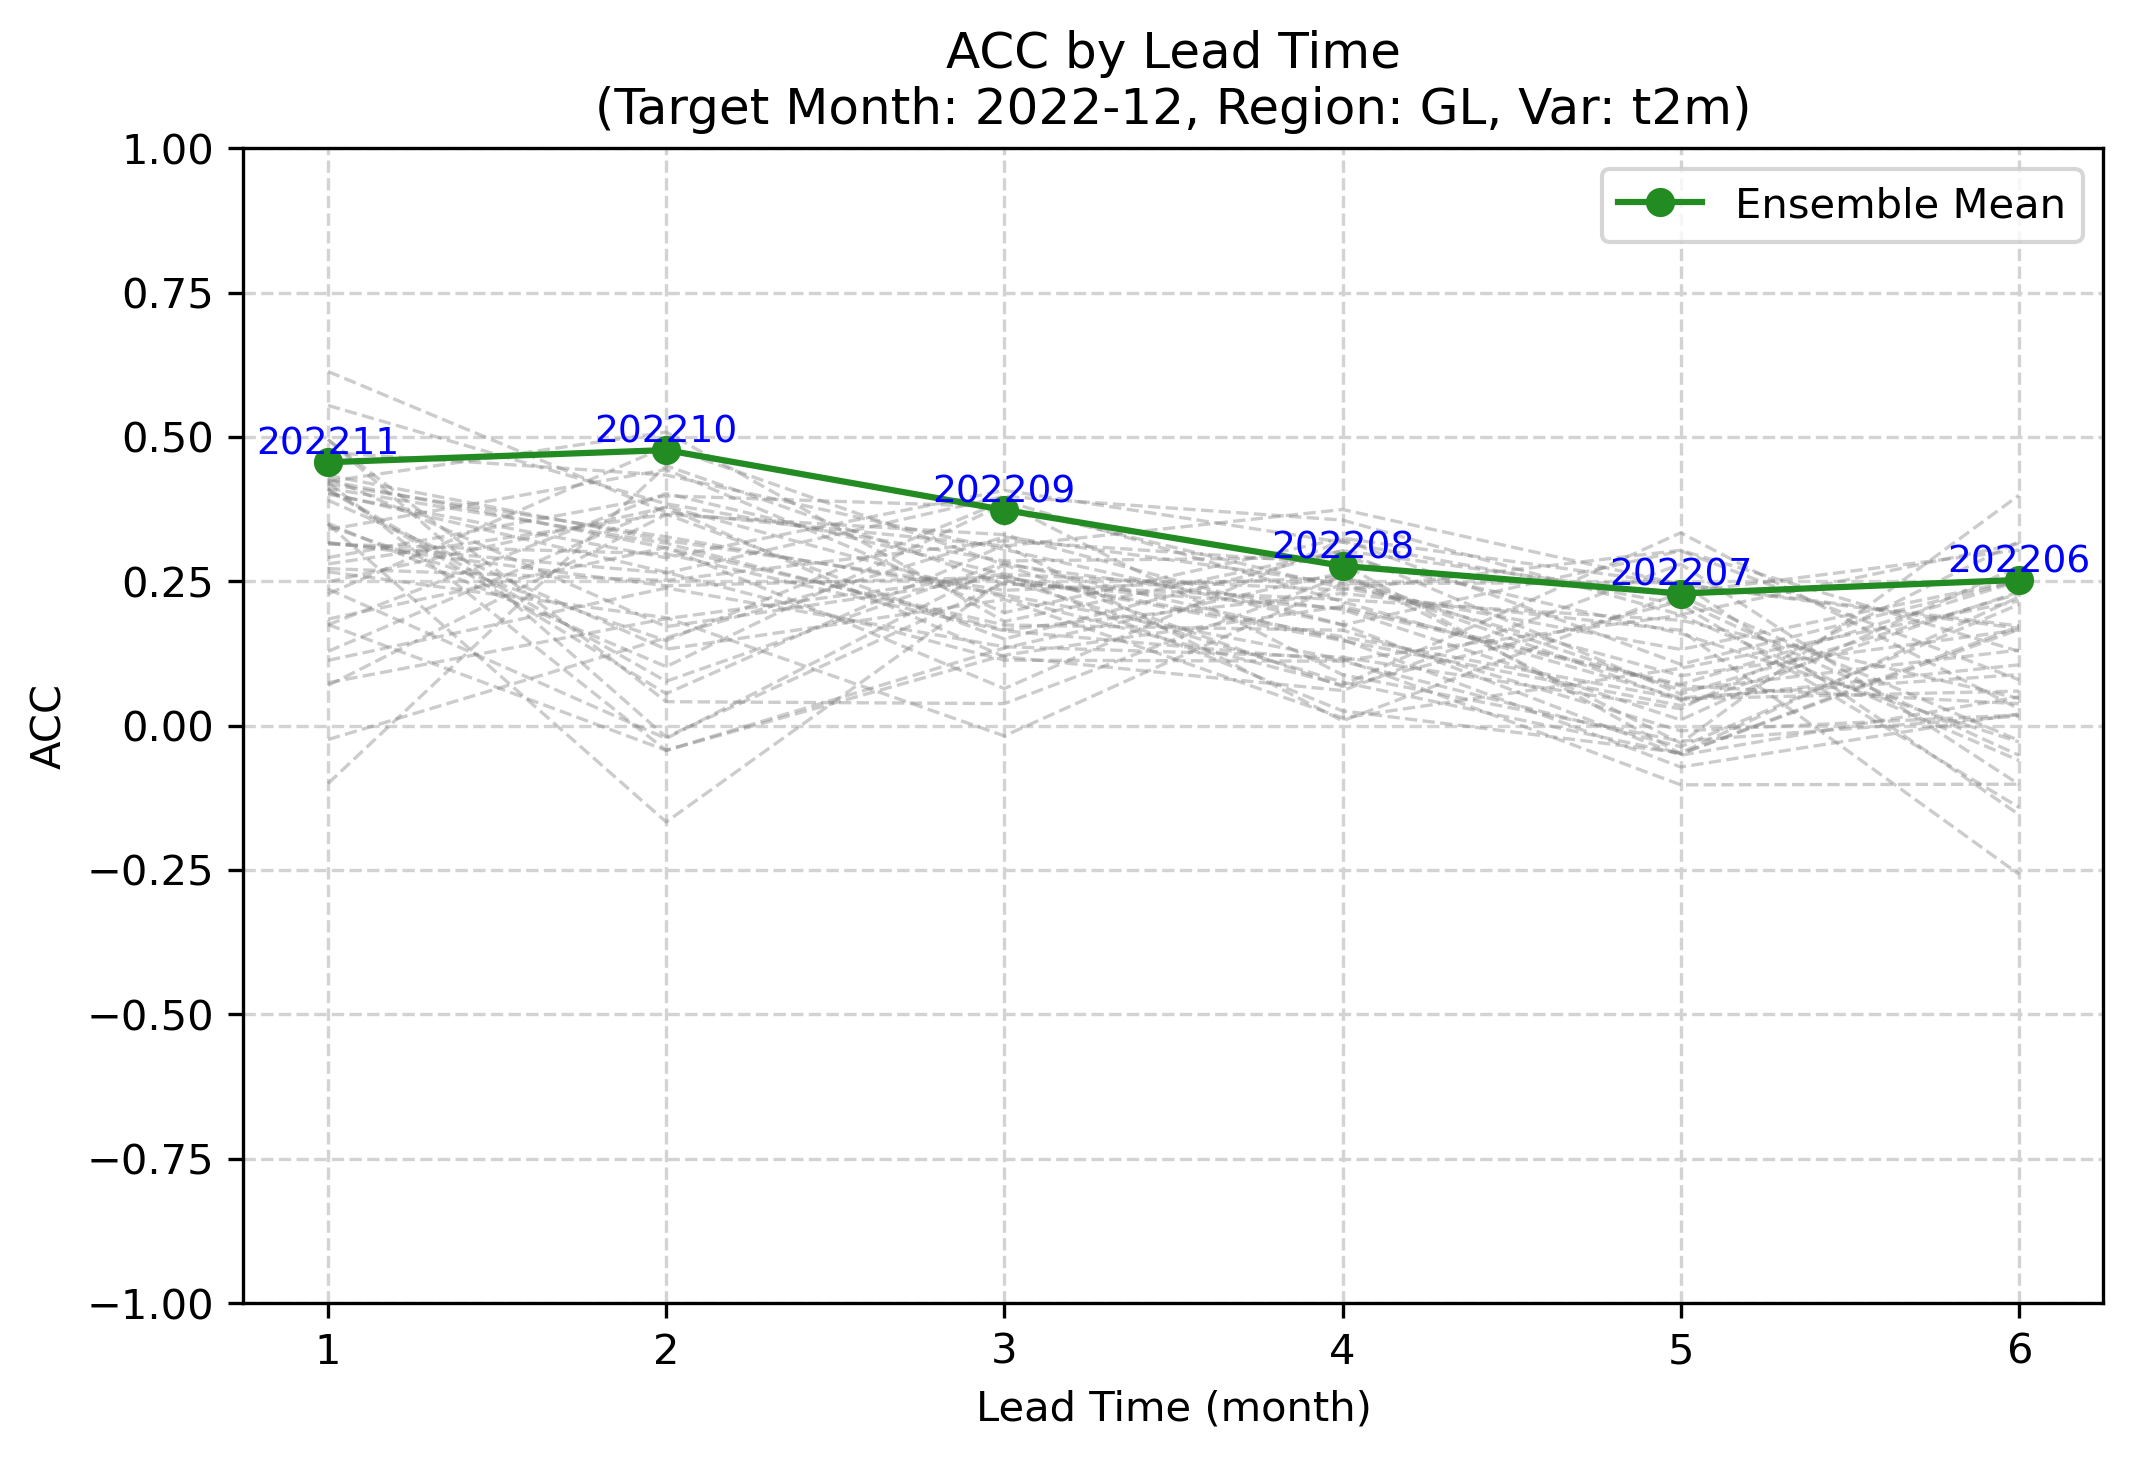 ACC by Lead Time
(Target Month: 2022-12, Region: GL, Var: t2m)
1.00
0.75
0.50
0.25
0.00
−0.25
−0.50
−0.75
−1.00
ACC
Ensemble Mean
202211
202210
202209
202208
202207
202206
1 2 3 4 5 6
Lead Time (month)